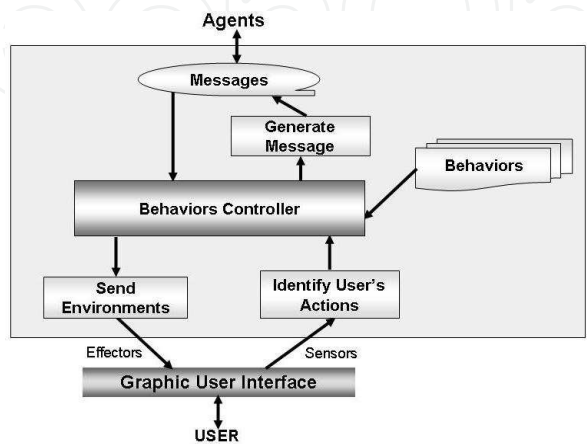 Agents
Messages
Generate
Message
Behaviors
Behaviors Controller
Send
Environments
Identify User's
Actions
Effectors
Sensors
Graphic User Interface
USER